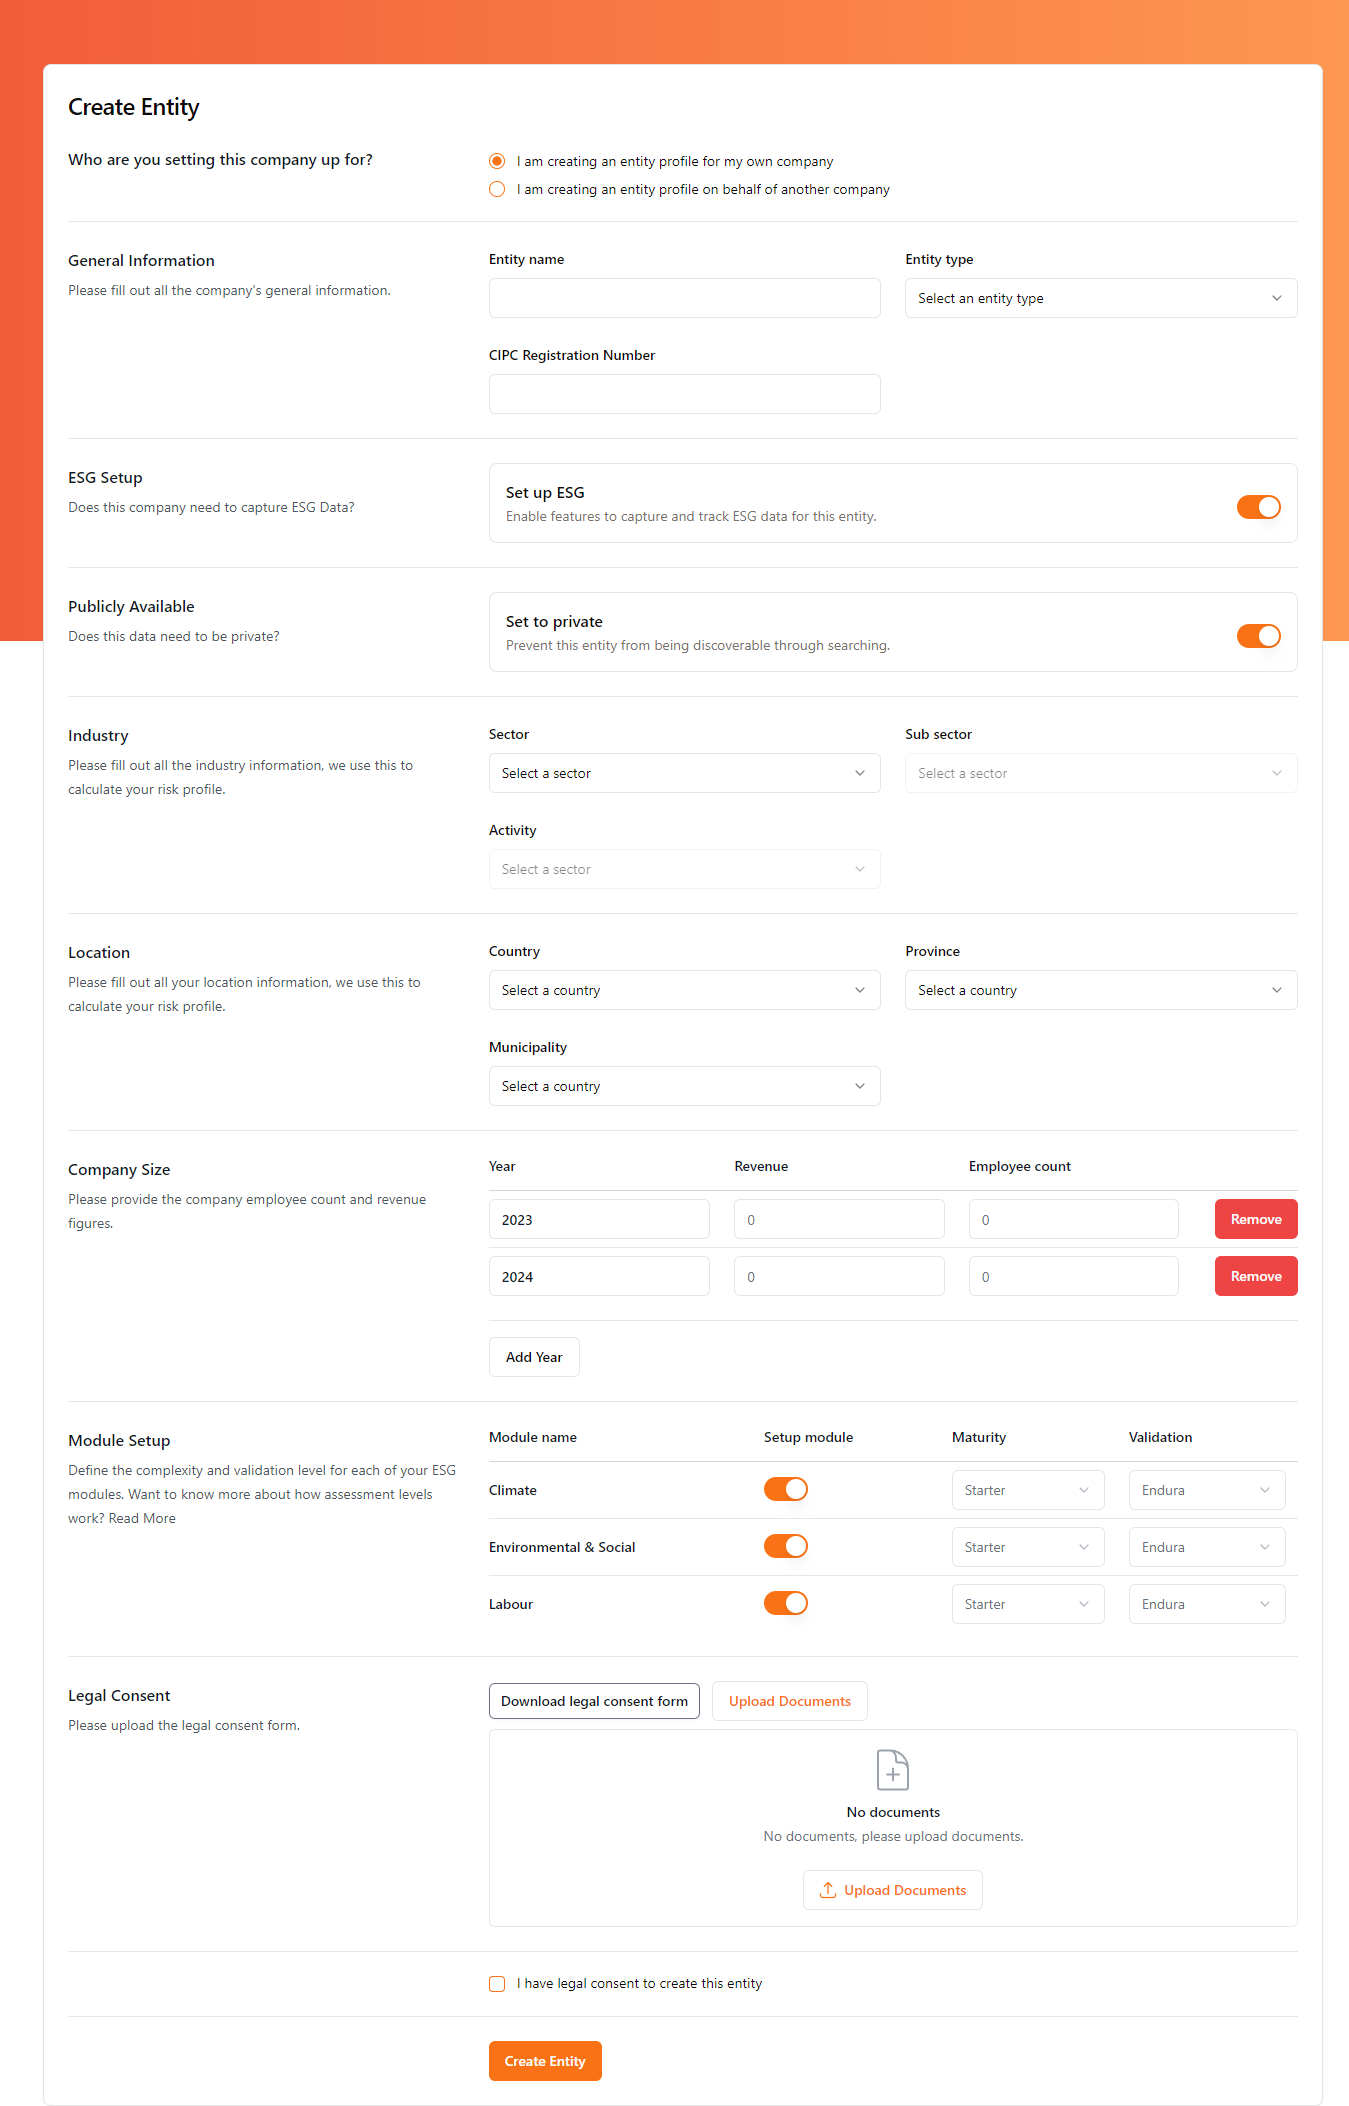 Create Entity
Who are you setting this company up for?
I am creating an entity profile for my own company
I am creating an entity profile on behalf of another company
General Information
Please fill out all the company's general information.
Entity name
Entity type
Select an entity type
CIPC Registration Number
ESG Setup
Does this company need to capture ESG Data?
Set up ESG
Enable features to capture and track ESG data for this entity.
Publicly Available
Does this data need to be private?
Set to private
Prevent this entity from being discoverable through searching.
Industry
Please fill out all the industry information, we use this to
calculate your risk profile.
Sector
Select a sector
Sub sector
Select a sector
Activity
Select a sector
Location
Please fill out all your location information, we use this to
calculate your risk profile.
Country
Select a country
Province
Select a country
Municipality
Select a country
Company Size
Please provide the company employee count and revenue
figures.
Year Revenue Employee count
2023 0 0 Remove
2024 0 0 Remove
Add Year
Module Setup
Define the complexity and validation level for each of your ESG
modules. Want to know more about how assessment levels
work? Read More
Module name Setup module Maturity Validation
Climate Starter Endura
Environmental & Social Starter Endura
Labour Starter Endura
Legal Consent
Please upload the legal consent form.
Download legal consent form
Upload Documents
No documents
No documents, please upload documents.
Upload Documents
I have legal consent to create this entity
Create Entity